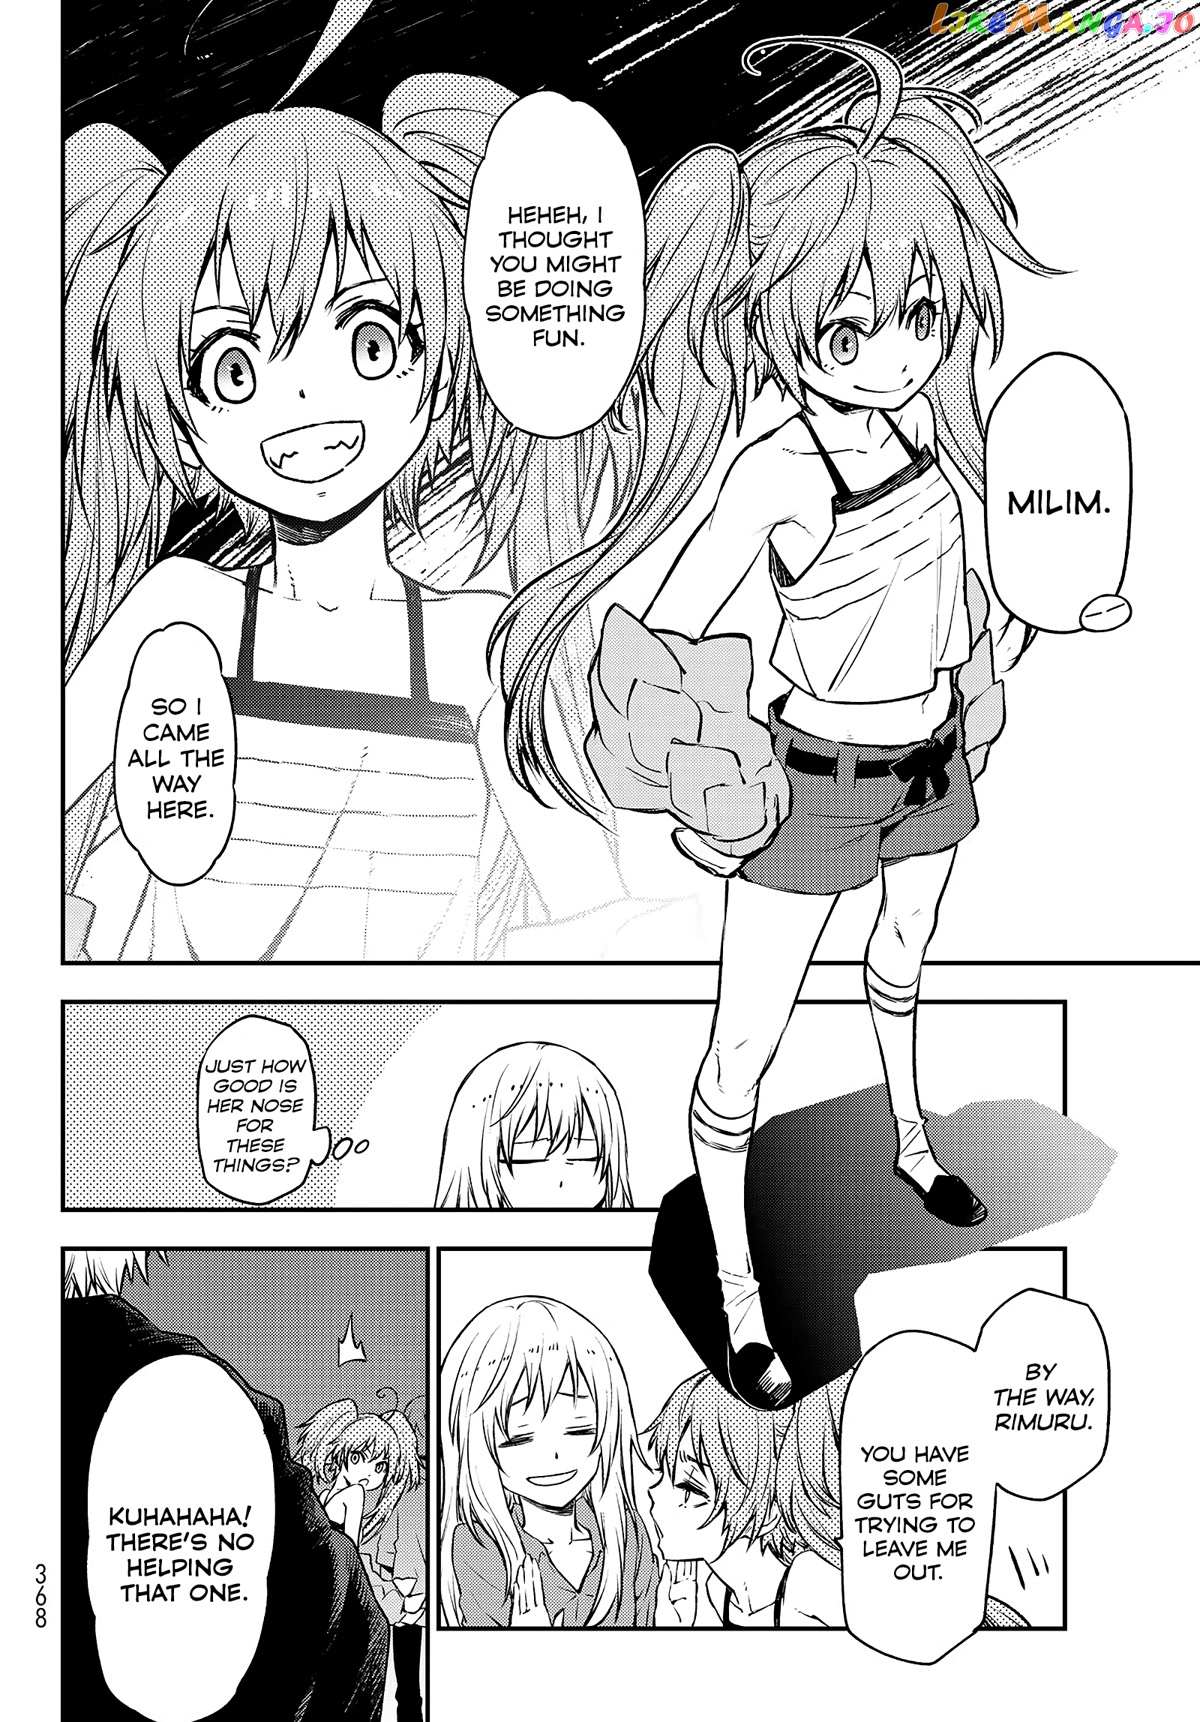 LIKEMANGA.IO
MILIM.
HEHEH, I
THOUGHT
YOU MIGHT
BE DOING
SOMETHING
FUN.
SO I
CAME
ALL THE
WAY
HERE.
JUST HOW
GOOD IS
HER NOSE
FOR
THESE
THINGS?
BY
THE WAY,
RIMURU.
YOU HAVE
SOME
GUTS FOR
TRYING TO
LEAVE ME
OUT.
KUHAHAHA!
THERE'S NO
HELPING
THAT ONE.
368